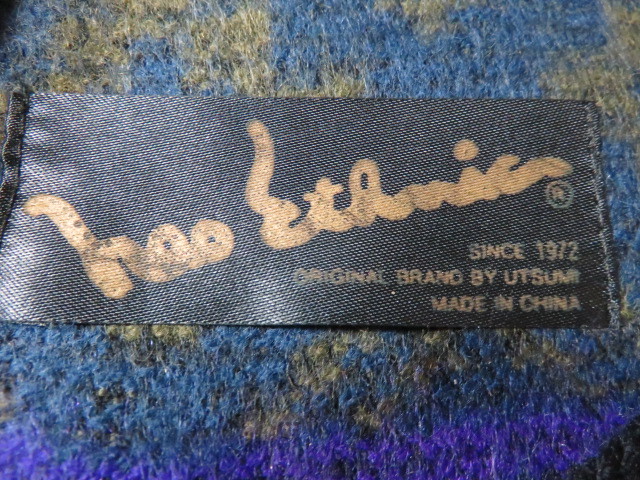 neo Ethnic ®
SINCE 1972
ORIGINAL BRAND BY UTSUMI
MADE IN CHINA